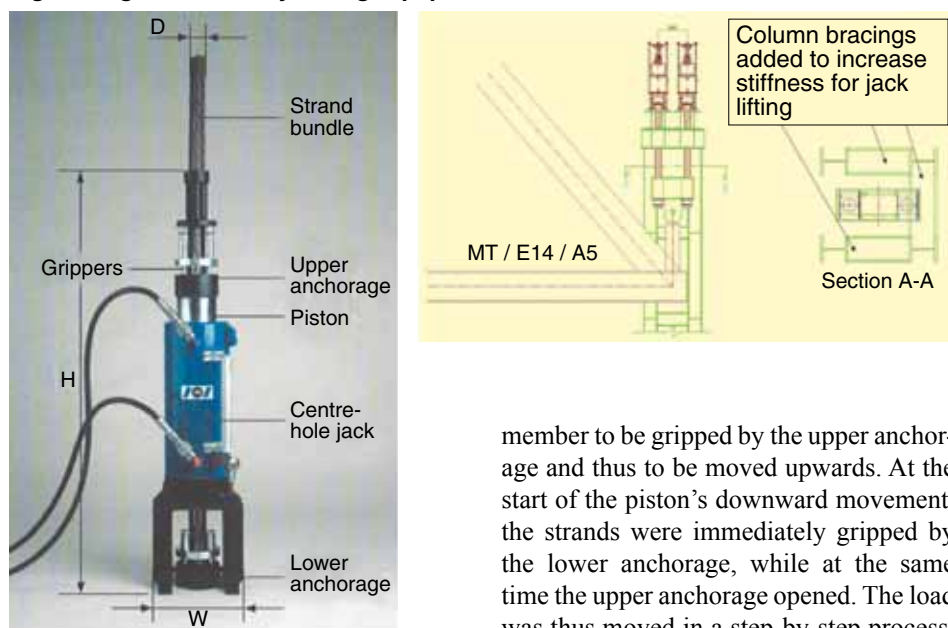 D
Strand
bundle
Grippers
Upper
anchorage
Piston
H
Centre-
hole jack
Lower
anchorage
W
Column bracings
added to increase
stiffness for jack
lifting
MT / E14 / A5
Section A-A
member to be gripped by the upper anchor-
age and thus to be moved upwards. At the
start of the piston's downward movement
the strands were immediately gripped by
the lower anchorage, while at the same
time the upper anchorage opened. The load
was thus moved in a step-by-step process